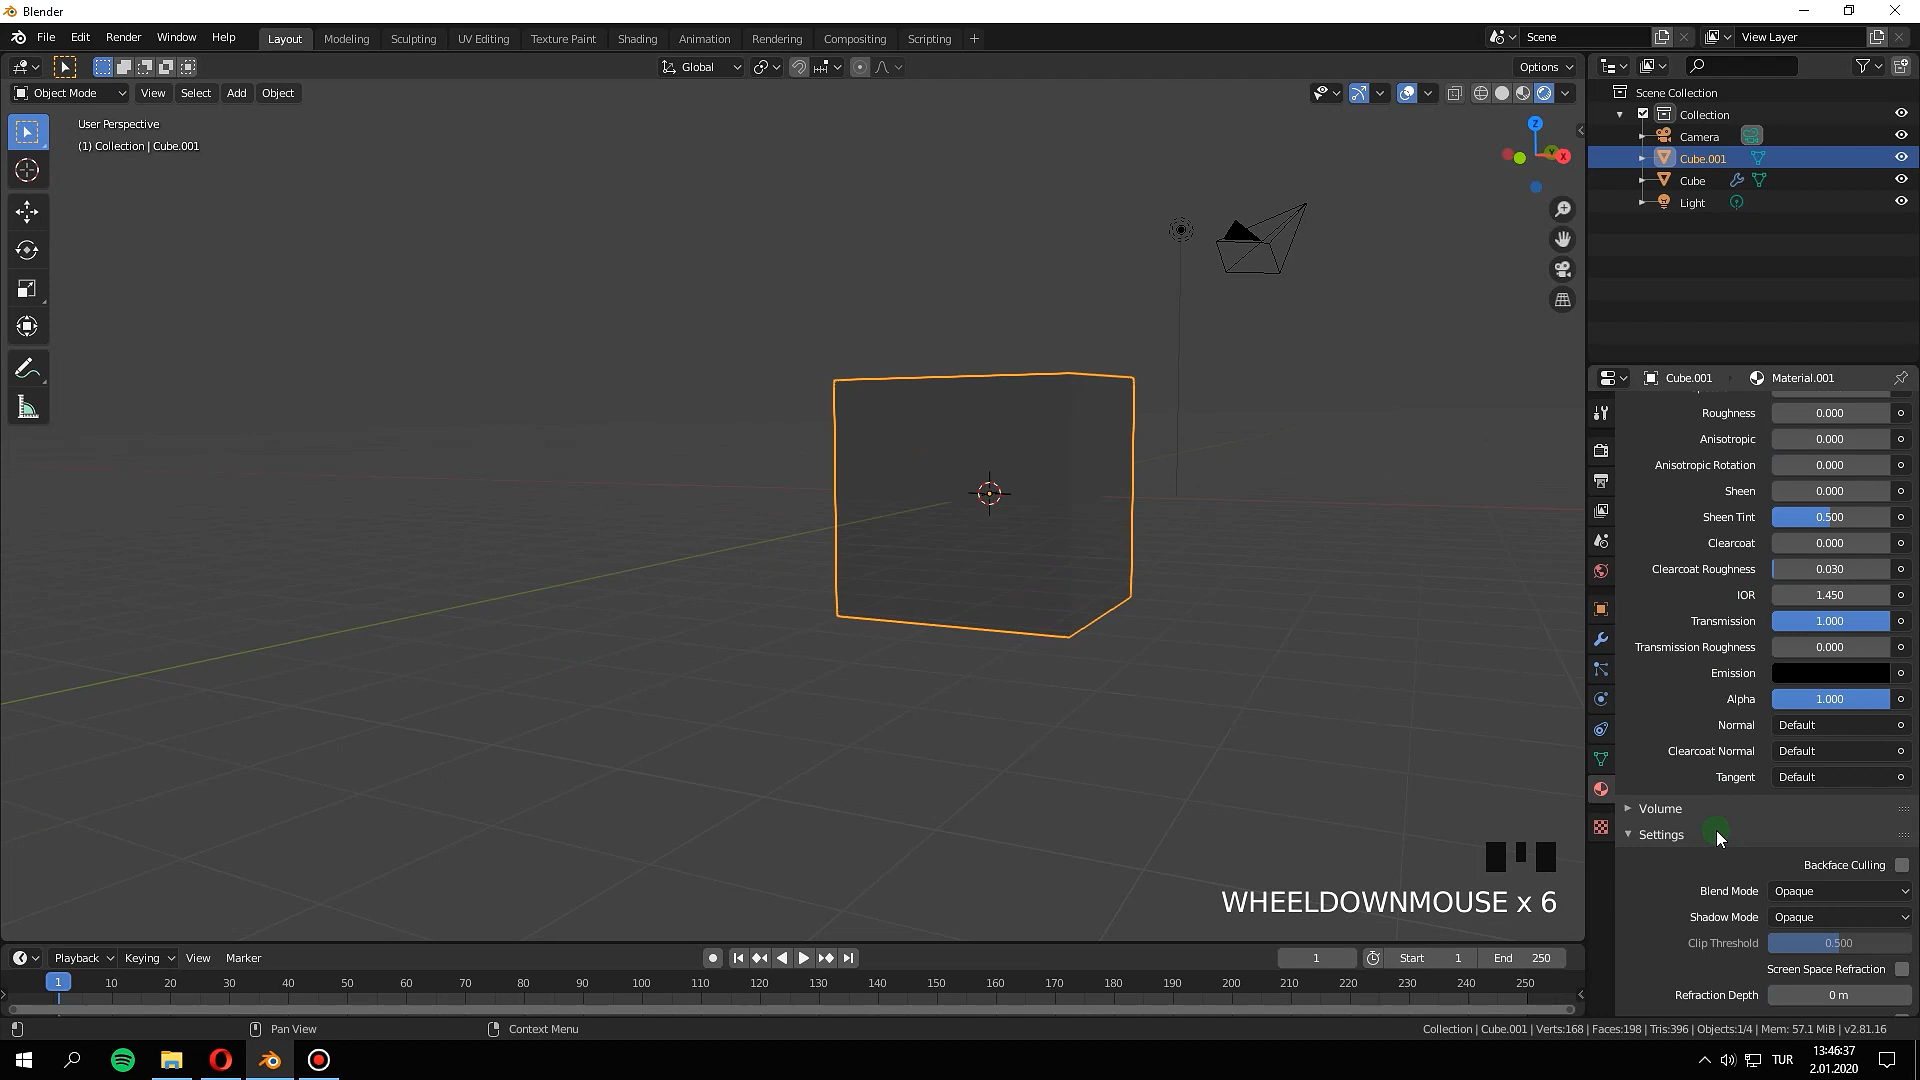 Blender
File Edit Render Window Help
Layout Modeling Sculpting UV Editing Texture Paint Shading Animation Rendering Compositing Scripting +
Scene
View Layer
Global
Options
Object Mode View Select Add Object
User Perspective
(1) Collection | Cube.001
Z
Y
X
Scene Collection
Collection
Camera
Cube.001
Cube
Light
Cube.001
Material.001
Roughness 0.000
Anisotropic 0.000
Anisotropic Rotation 0.000
Sheen 0.000
Sheen Tint 0.500
Clearcoat 0.000
Clearcoat Roughness 0.030
IOR 1.450
Transmission 1.000
Transmission Roughness 0.000
Emission
Alpha 1.000
Normal Default
Clearcoat Normal Default
Tangent Default
Volume
Settings
Backface Culling
Blend Mode Opaque
Shadow Mode Opaque
Clip Threshold 0.500
Screen Space Refraction
Refraction Depth 0 m
WHEELDOWNMOUSE x 6
Playback Keying View Marker
1 Start 1 End 250
1 10 20 30 40 50 60 70 80 90 100 110 120 130 140 150 160 170 180 190 200 210 220 230 240 250
Pan View
Context Menu
Collection | Cube.001 | Verts:168 | Faces:198 | Tris:396 | Objects:1/4 | Mem: 57.1 MiB | v2.81.16
TUR
13:46:37
2.01.2020